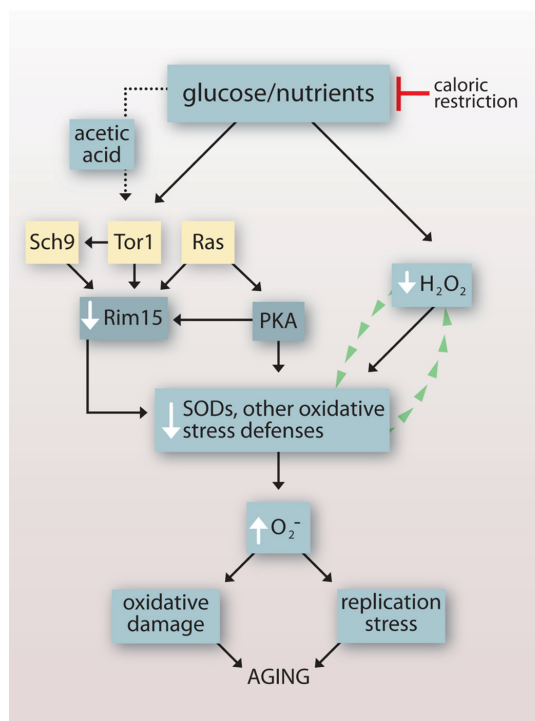 glucose/nutrients
caloric
restriction
acetic
acid
Sch9
Tor1
Ras
H₂O₂
Rim15
PKA
SODs, other oxidative
stress defenses
O₂⁻
oxidative
damage
replication
stress
AGING